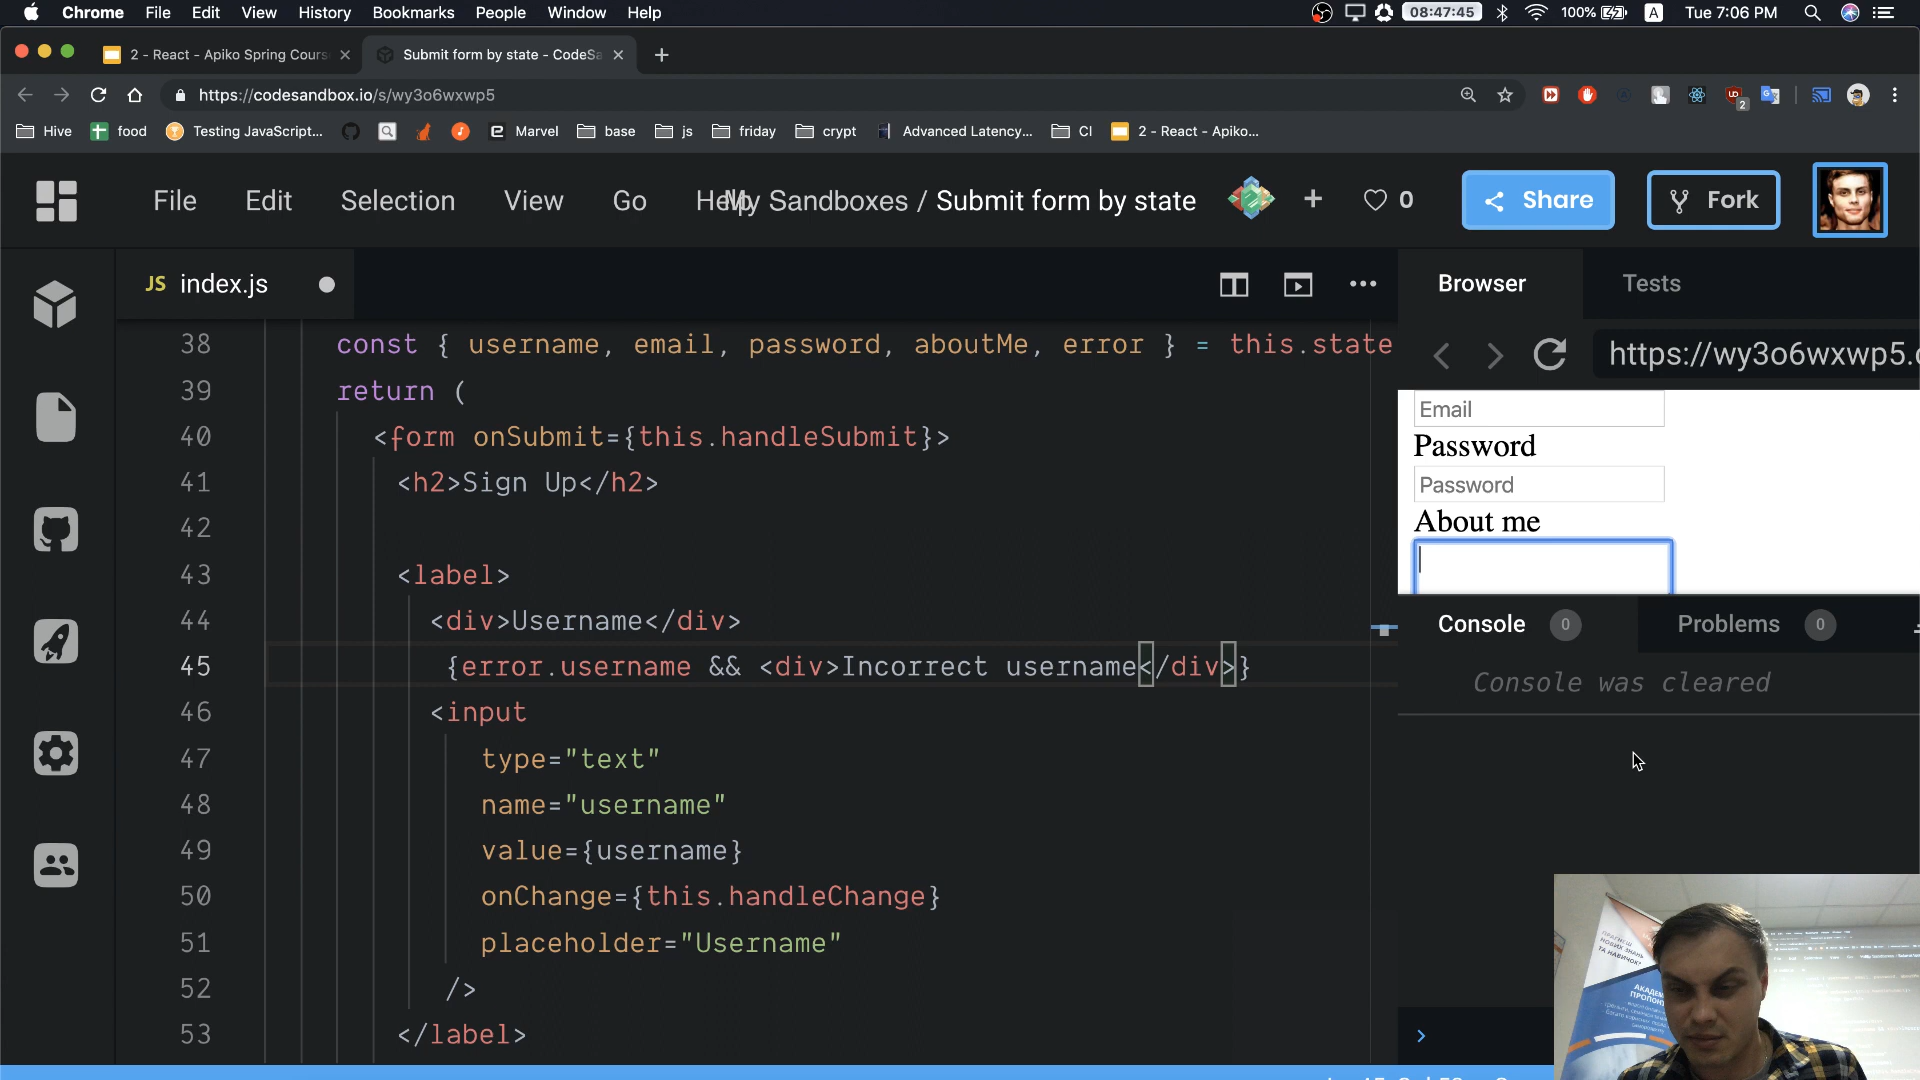 Chrome File Edit View History Bookmarks People Window Help 08:47:45 100% A Tue 7:06 PM
2 - React - Apiko Spring Cours Submit form by state - CodeSa
https://codesandbox.io/s/wy3o6wxwp5 2
Hive food Testing JavaScript... Marvel base js friday crypt Advanced Latency... CI 2 - React - Apiko...
File Edit Selection View Go Help My Sandboxes / Submit form by state 0 Share Fork
JS index.js
Browser Tests
https://wy3o6wxwp5.
38 const { username, email, password, aboutMe, error } = this.state
39 return (
40 <form onSubmit={this.handleSubmit}>
41 <h2>Sign Up</h2>
42
43 <label>
44 <div>Username</div>
45 {error.username && <div>Incorrect username</div>}
46 <input
47 type="text"
48 name="username"
49 value={username}
50 onChange={this.handleChange}
51 placeholder="Username"
52 />
53 </label>
Email
Password
Password
About me
Console 0 Problems 0
Console was cleared
ПРАГНЕШ
НОВИХ ЗНАНЬ
ТА НАВИЧОК?